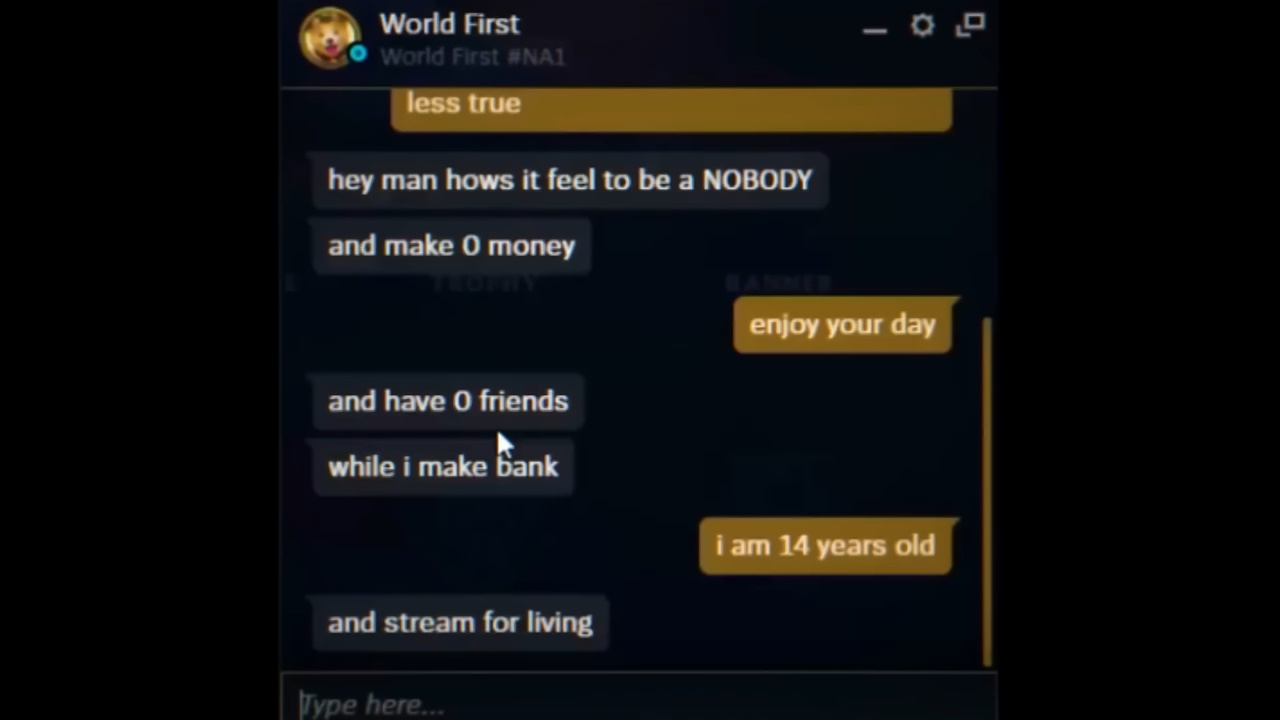 World First
World First #NA1
less true
hey man hows it feel to be a NOBODY
and make 0 money
TROPHY
BANNER
enjoy your day
and have 0 friends
while i make bank
i am 14 years old
and stream for living
Type here...